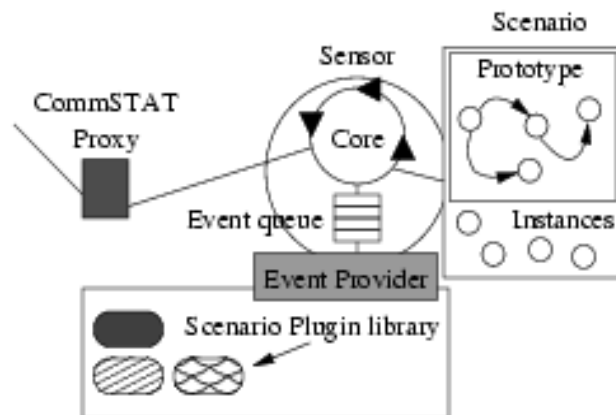 Scenario
Sensor
Prototype
CommSTAT
Proxy
Core
Event queue
Instances
Event Provider
Scenario Plugin library